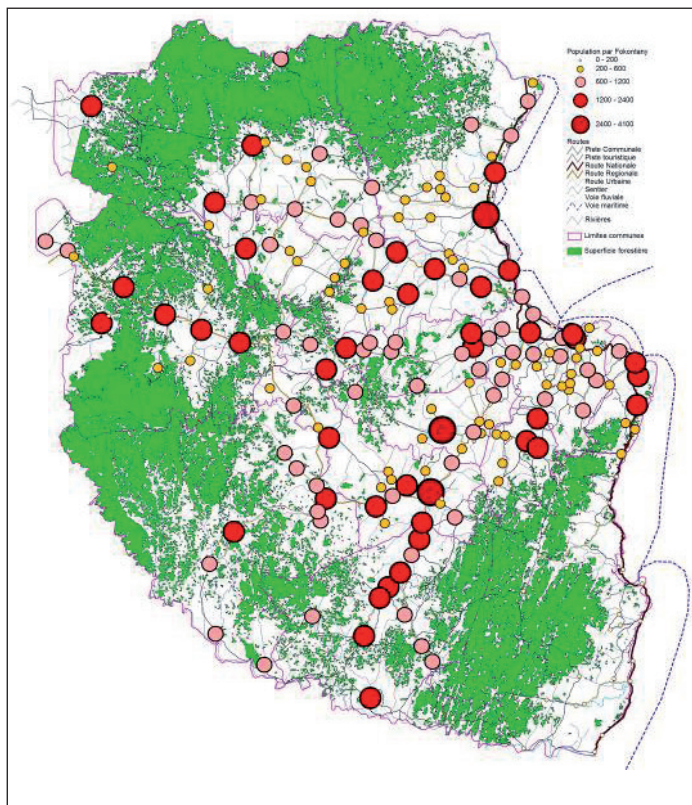 Population par Fokontany
0 - 200
200 - 600
600 - 1200
1200 - 2400
2400 - 4100
Routes
Piste Communale
Piste touristique
Route Nationale
Route Regionale
Route Urbaine
Sentier
Voie fluviale
Voie maritime
Rivières
Limites communes
Superficie forestière